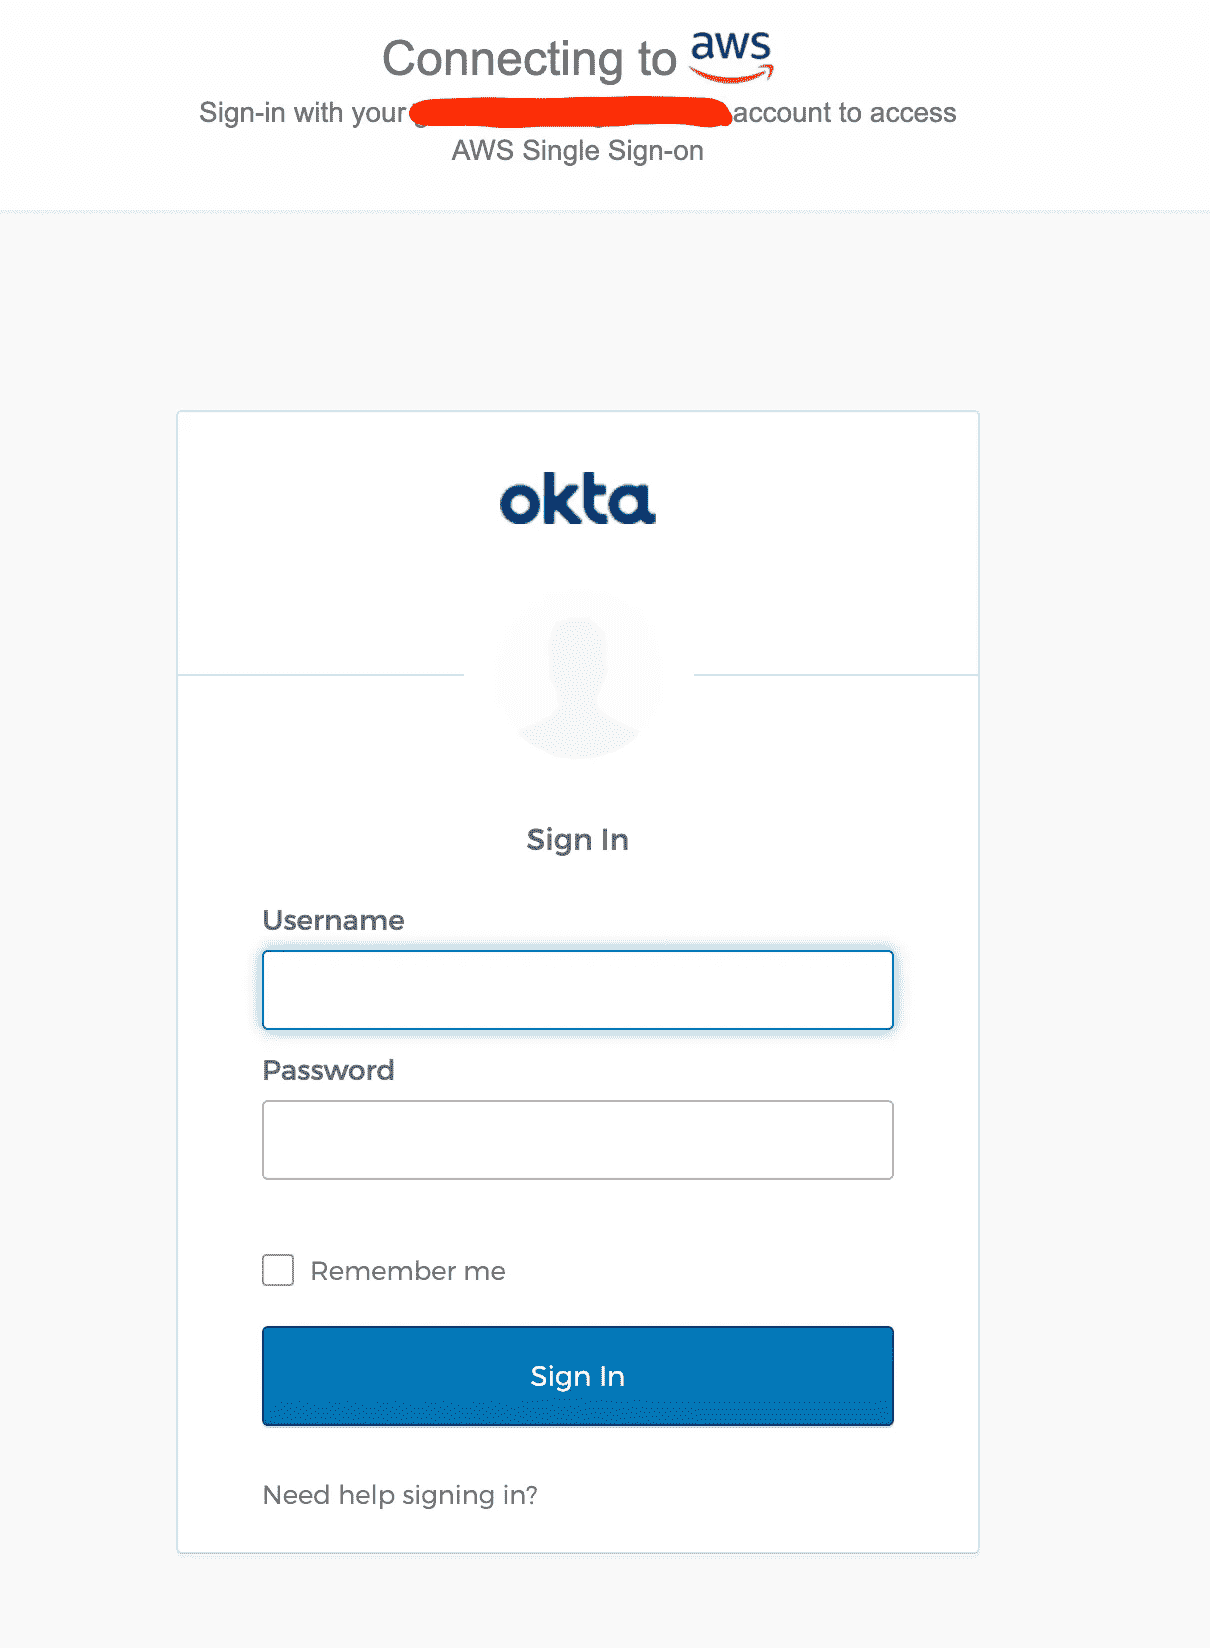 Connecting to aws
Sign-in with your account to access
AWS Single Sign-on
okta
Sign In
Username
Password
Remember me
Sign In
Need help signing in?